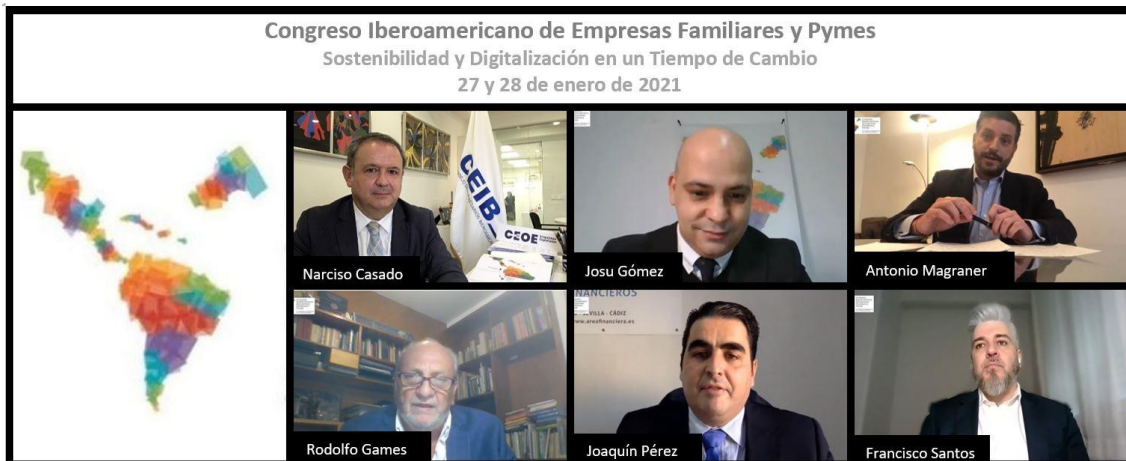 Congreso Iberoamericano de Empresas Familiares y Pymes
Sostenibilidad y Digitalización en un Tiempo de Cambio
27 y 28 de enero de 2021
CEIB
CEOE
Narciso Casado
Josu Gómez
Antonio Magraner
NANCIEROS
VILLA - CÁDIZ
www.areafinanciera.es
Rodolfo Games
Joaquín Pérez
Francisco Santos